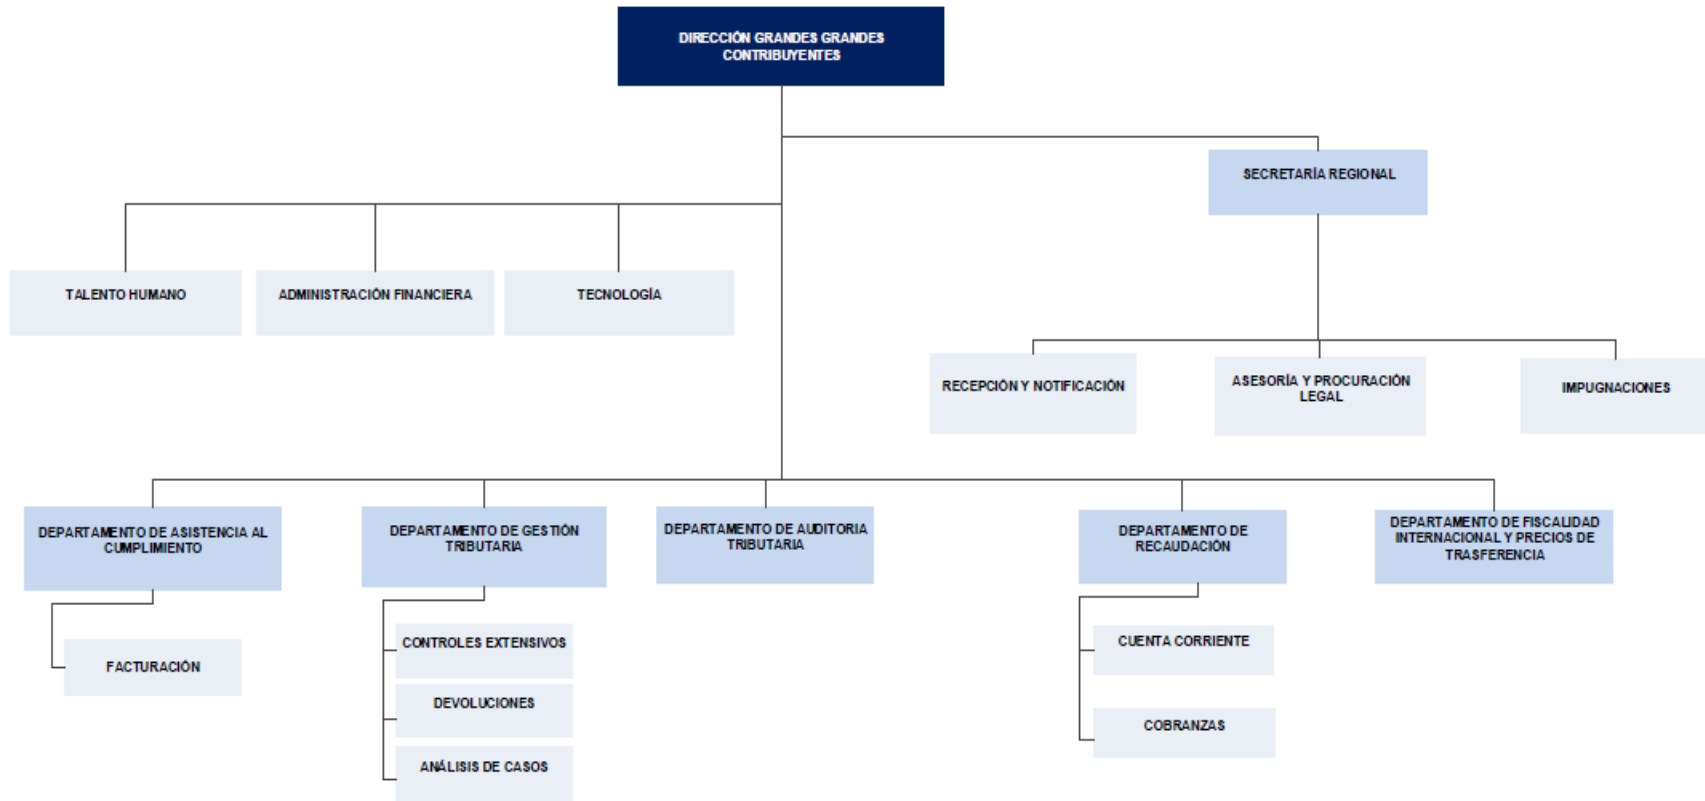 DIRECCIÓN GRANDES GRANDES
CONTRIBUYENTES
SECRETARÍA REGIONAL
TALENTO HUMANO
ADMINISTRACIÓN FINANCIERA
TECNOLOGÍA
RECEPCIÓN Y NOTIFICACIÓN
ASESORÍA Y PROCURACIÓN
LEGAL
IMPUGNACIONES
DEPARTAMENTO DE ASISTENCIA AL
CUMPLIMIENTO
DEPARTAMENTO DE GESTIÓN
TRIBUTARIA
DEPARTAMENTO DE AUDITORIA
TRIBUTARIA
DEPARTAMENTO DE
RECAUDACIÓN
DEPARTAMENTO DE FISCALIDAD
INTERNACIONAL Y PRECIOS DE
TRASFERENCIA
FACTURACIÓN
CONTROLES EXTENSIVOS
DEVOLUCIONES
ANÁLISIS DE CASOS
CUENTA CORRIENTE
COBRANZAS